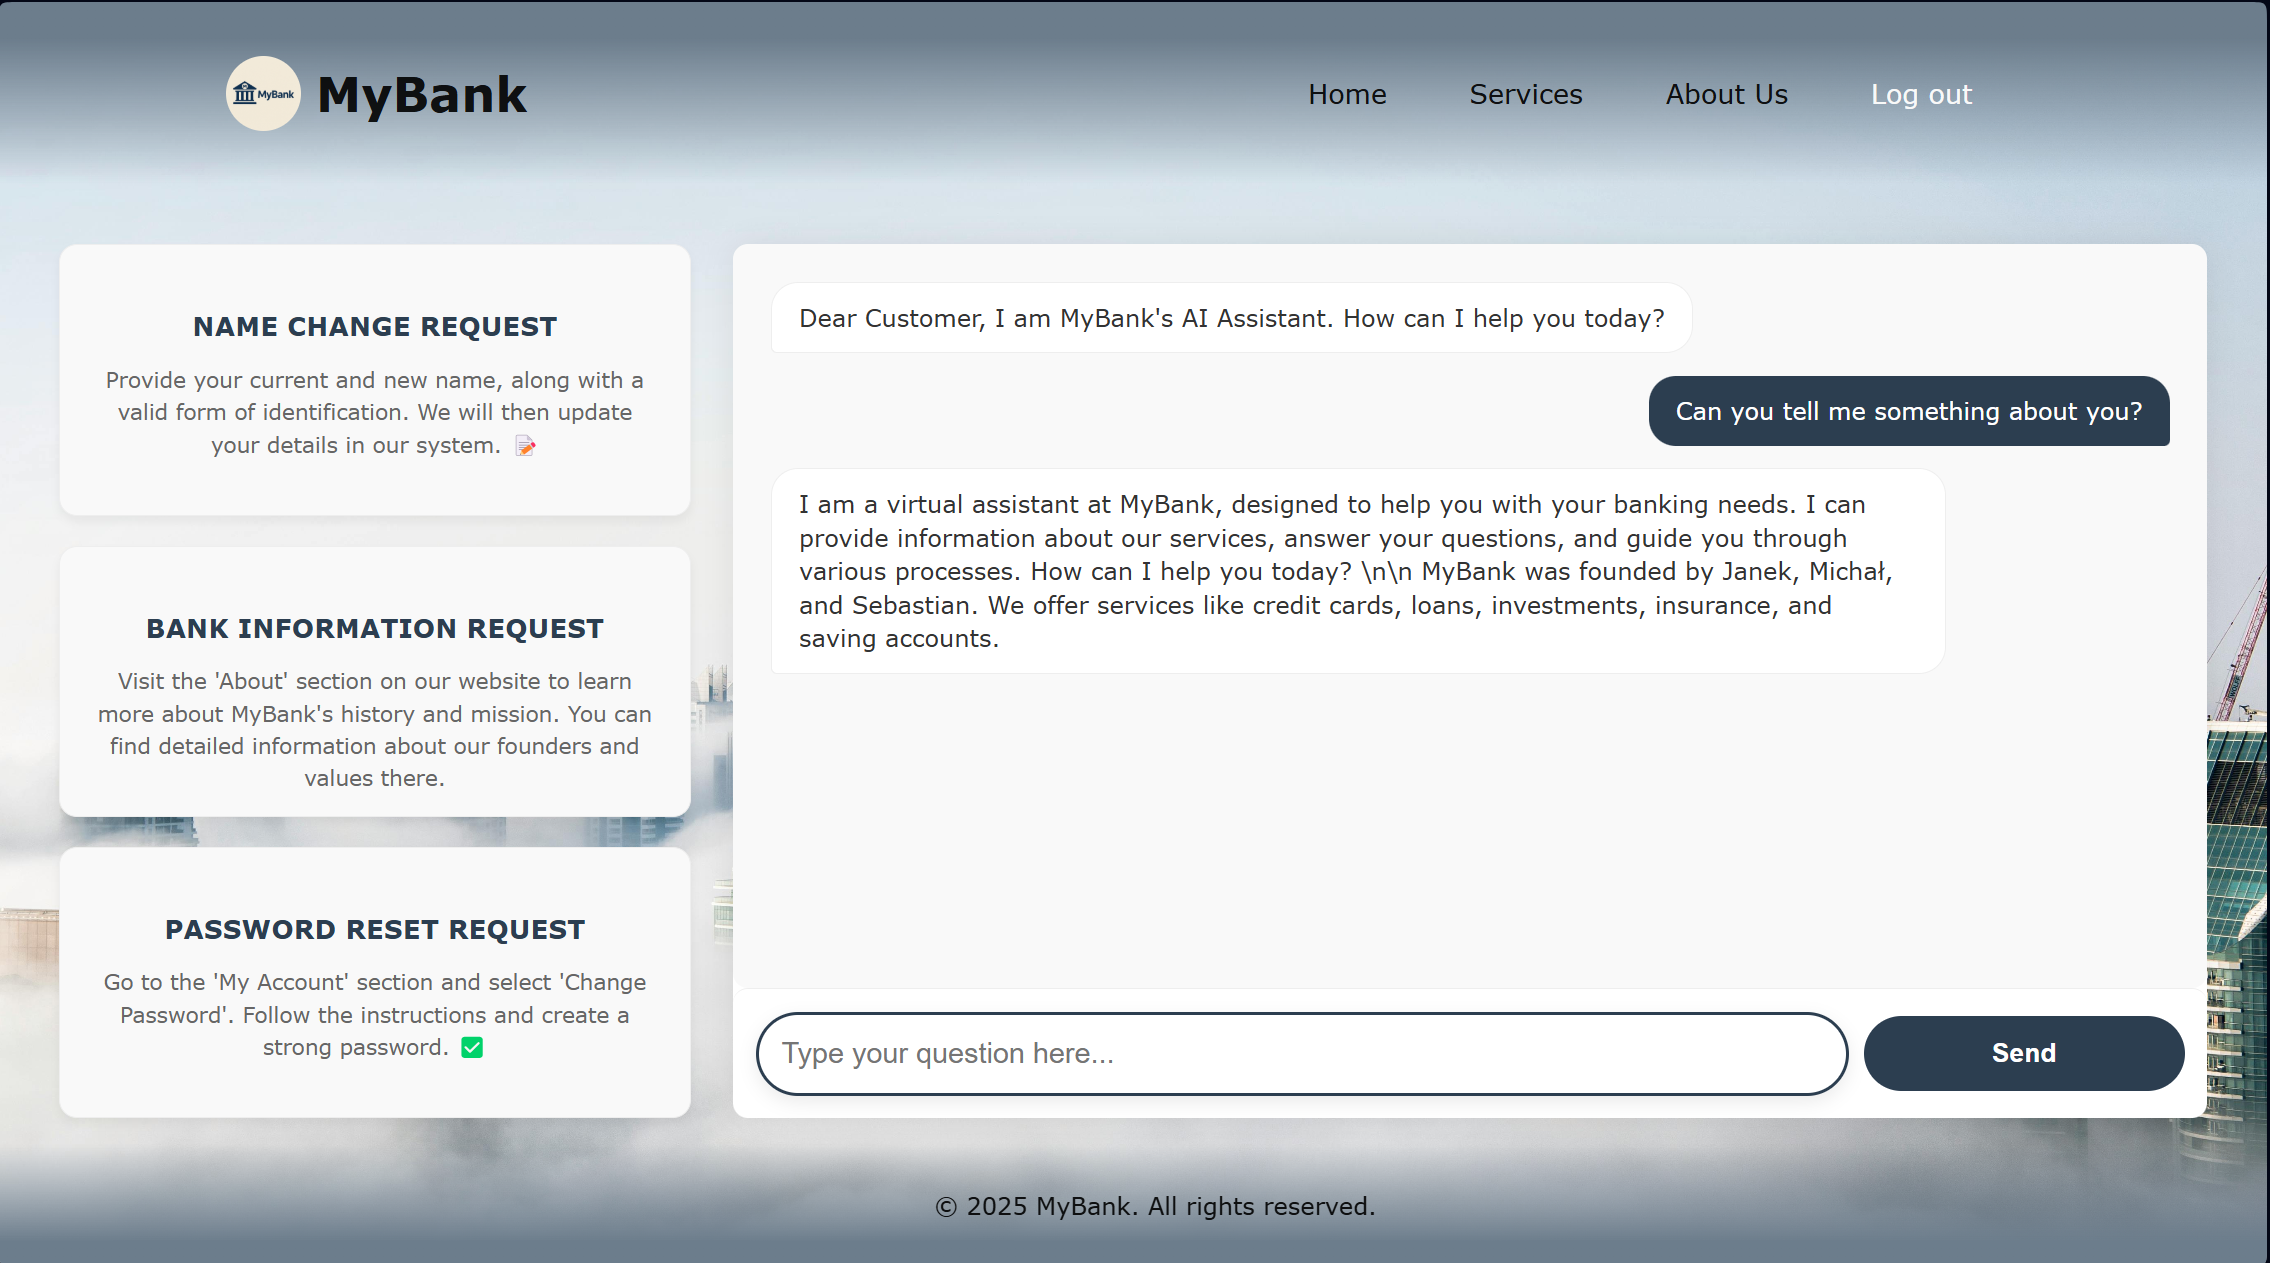 MyBank
MyBank
Home
Services
About Us
Log out
NAME CHANGE REQUEST
Provide your current and new name, along with a
valid form of identification. We will then update
your details in our system. 📝
BANK INFORMATION REQUEST
Visit the 'About' section on our website to learn
more about MyBank's history and mission. You can
find detailed information about our founders and
values there.
PASSWORD RESET REQUEST
Go to the 'My Account' section and select 'Change
Password'. Follow the instructions and create a
strong password. ✅
Dear Customer, I am MyBank's AI Assistant. How can I help you today?
Can you tell me something about you?
I am a virtual assistant at MyBank, designed to help you with your banking needs. I can
provide information about our services, answer your questions, and guide you through
various processes. How can I help you today? \n\n MyBank was founded by Janek, Michał,
and Sebastian. We offer services like credit cards, loans, investments, insurance, and
saving accounts.
Type your question here...
Send
© 2025 MyBank. All rights reserved.